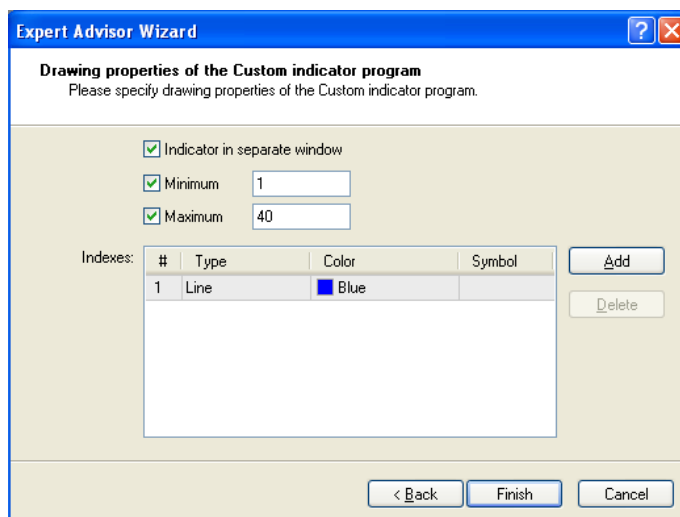 Expert Advisor Wizard
?
Drawing properties of the Custom indicator program
Please specify drawing properties of the Custom indicator program.
Indicator in separate window
Minimum 1
Maximum 40
Indexes: # Type Color Symbol Add
1 Line Blue
Delete
< Back Finish Cancel